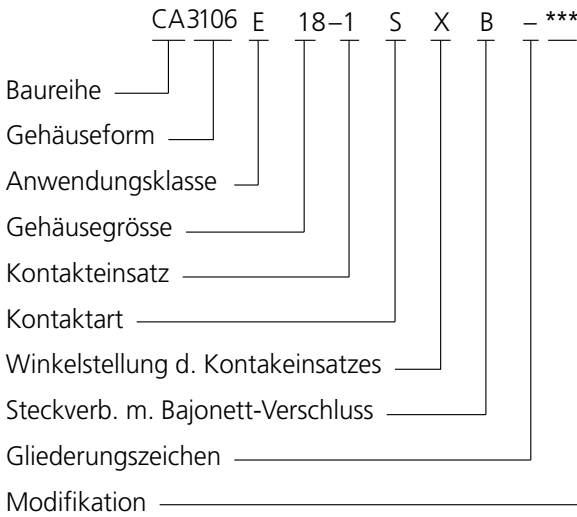 CA3106 E 18–1 S X B – ***
Baureihe
Gehäuseform
Anwendungsklasse
Gehäusegrösse
Kontakteinsatz
Kontaktart
Winkelstellung d. Kontakeinsatzes
Steckverb. m. Bajonett-Verschluss
Gliederungszeichen
Modifikation